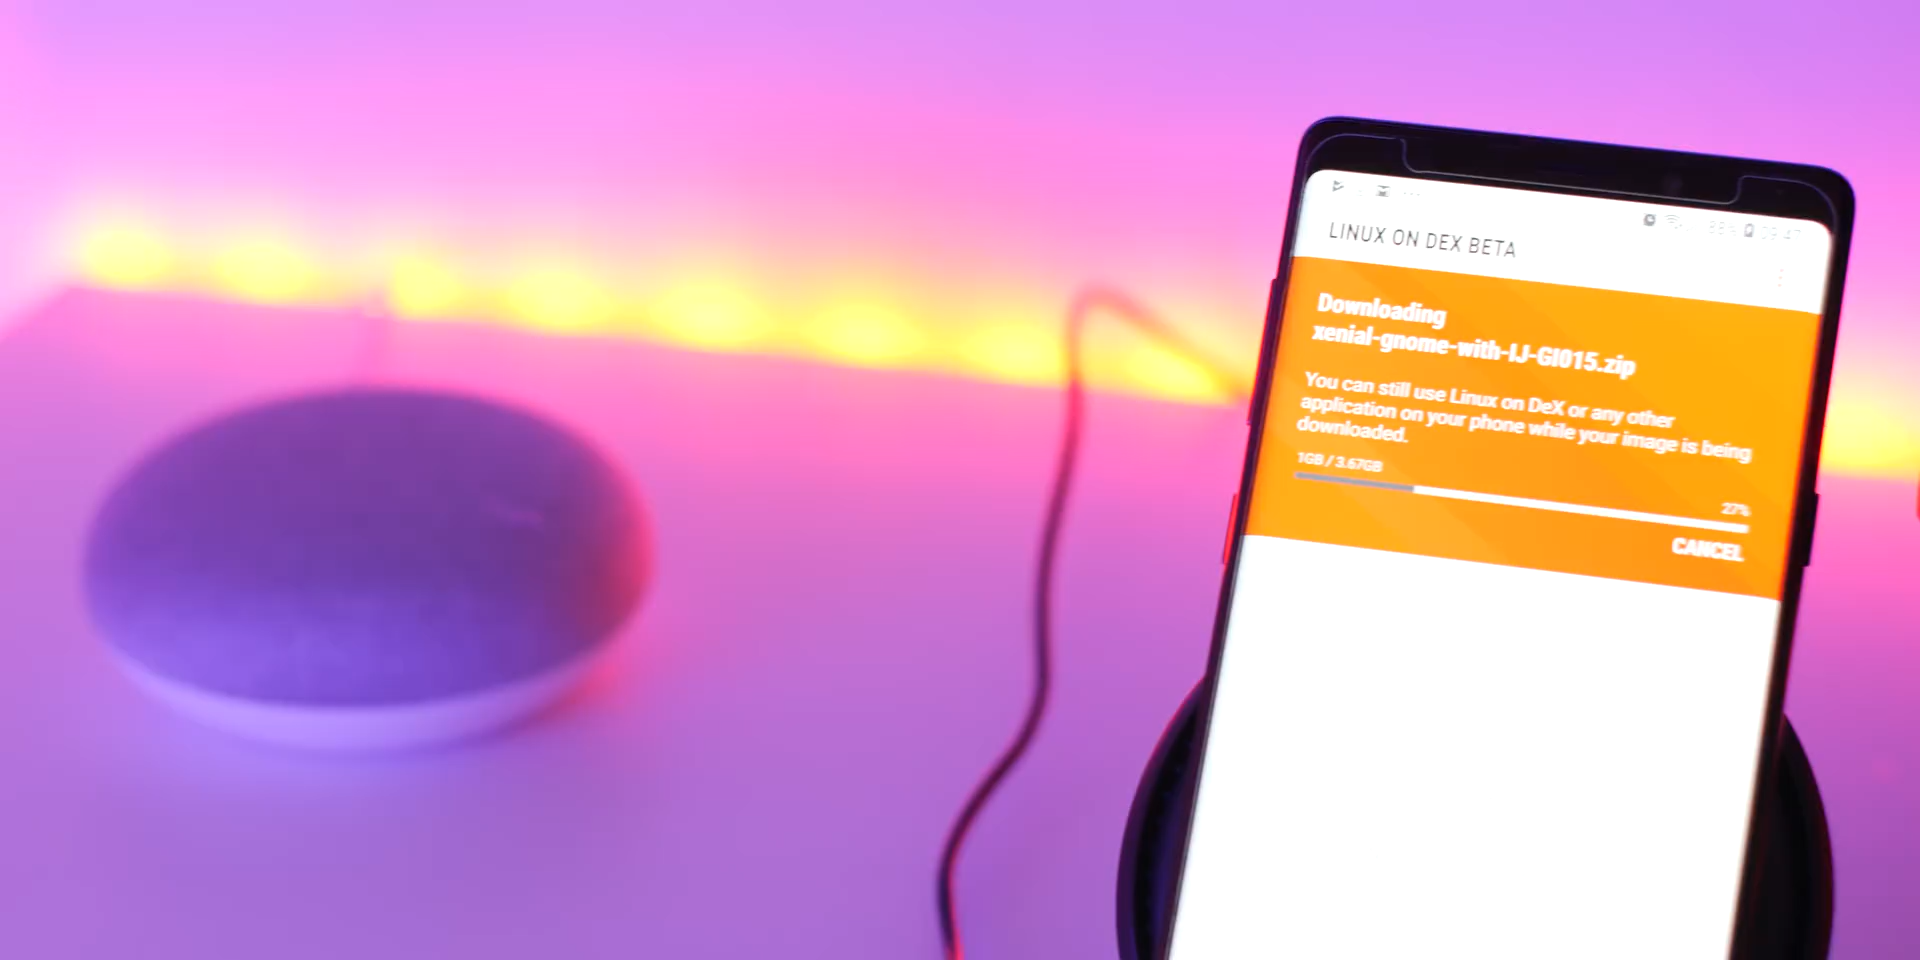 LINUX ON DEX BETA
Downloading
xenial-gnome-with-IJ-GI015.zip
You can still use Linux on DeX or any other
application on your phone while your image is being
downloaded.
1GB / 3.67GB
27%
CANCEL